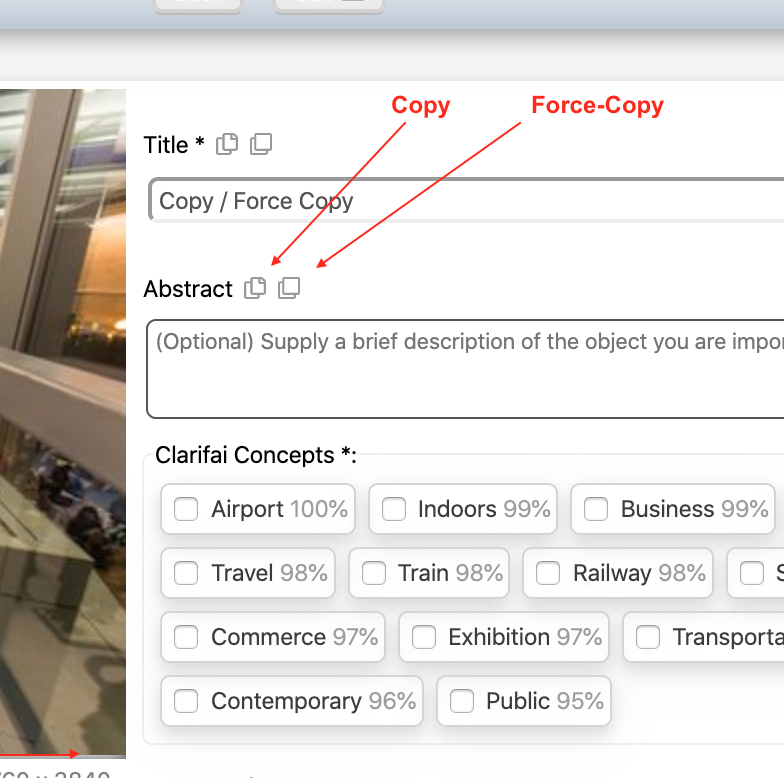 Copy Force-Copy
Title *
Copy / Force Copy
Abstract
(Optional) Supply a brief description of the object you are
Clarifai Concepts *:
Airport 100% Indoors 99% Business 99%
Travel 98% Train 98% Railway 98%
Commerce 97% Exhibition 97%
Contemporary 96% Public 95%